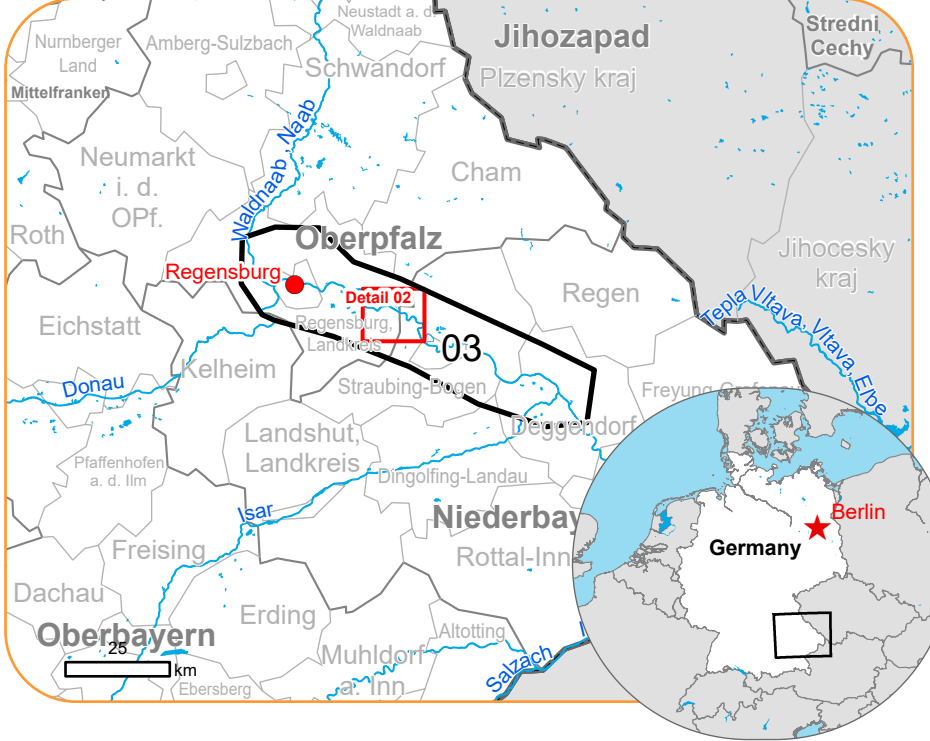 Neustadt a. d.
Waldnaab
Stredni
Cechy
Nurnberger
Land
Amberg-Sulzbach
Jihozapad
Schwandorf
Plzensky kraj
Mittelfranken
Waldnaab , Naab
Neumarkt
i. d.
OPf.
Cham
Roth
Oberpfalz
Jihocesky
kraj
Regensburg
Regen
Detail 02
Tepla Vltava, Vltava, Elbe
Eichstatt
Regensburg,
Landkreis
03
Kelheim
Donau
Straubing-Bogen
Deggendorf
Landshut,
Landkreis
Pfaffenhofen
a. d. Ilm
Dingolfing-Landau
Isar
Niederbay
Berlin
Germany
Freising
Rottal-Inn
Dachau
Erding
Oberbayern
Altotting
25
km
Muhldorf
a. Inn
Ebersberg
Salzach